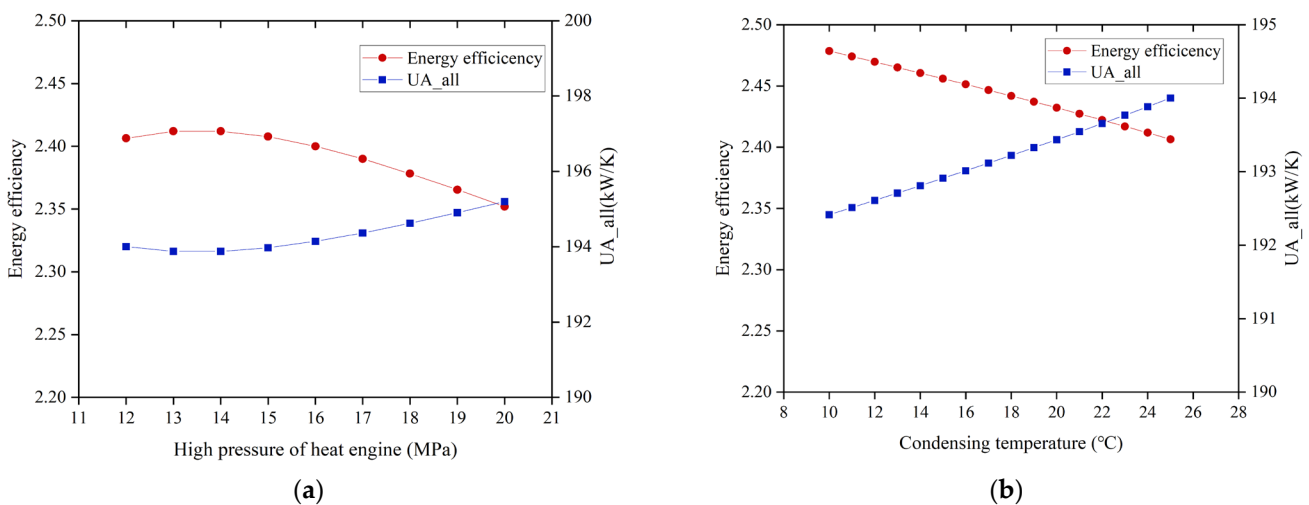 2.50
2.45
2.40
2.35
2.30
2.25
2.20
Energy efficiency
200
198
196
194
192
190
UA_all(kW/K)
Energy efficicency
UA_all
11 12 13 14 15 16 17 18 19 20 21
High pressure of heat engine (MPa)
(a)
2.50
2.45
2.40
2.35
2.30
2.25
2.20
Energy efficiency
195
194
193
192
191
190
UA_all(kW/K)
Energy efficicency
UA_all
8 10 12 14 16 18 20 22 24 26 28
Condensing temperature (℃)
(b)